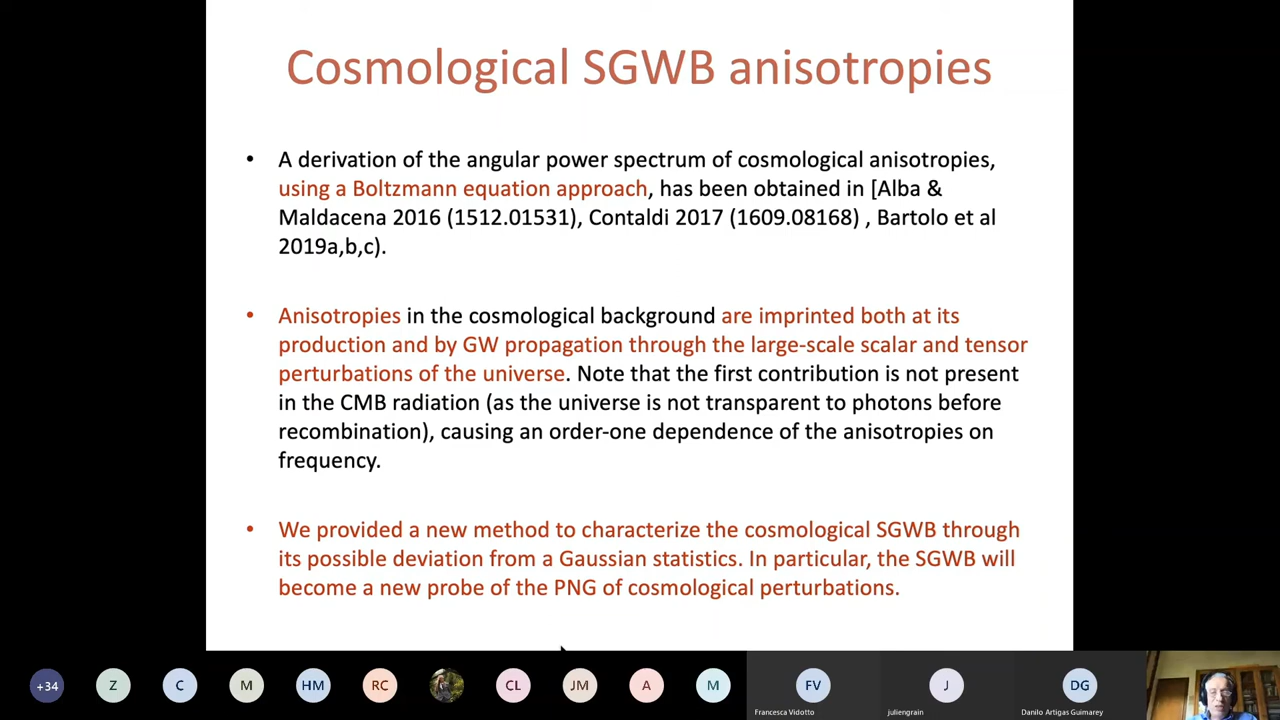 Cosmological SGWB anisotropies
• A derivation of the angular power spectrum of cosmological anisotropies,
using a Boltzmann equation approach, has been obtained in [Alba &
Maldacena 2016 (1512.01531), Contaldi 2017 (1609.08168) , Bartolo et al
2019a,b,c).
• Anisotropies in the cosmological background are imprinted both at its
production and by GW propagation through the large-scale scalar and tensor
perturbations of the universe. Note that the first contribution is not present
in the CMB radiation (as the universe is not transparent to photons before
recombination), causing an order-one dependence of the anisotropies on
frequency.
• We provided a new method to characterize the cosmological SGWB through
its possible deviation from a Gaussian statistics. In particular, the SGWB will
become a new probe of the PNG of cosmological perturbations.
+34 Z C M HM RC CL JM A M FV J DG
Francesca Vidotto juliengrain Danilo Artigas Guimarey